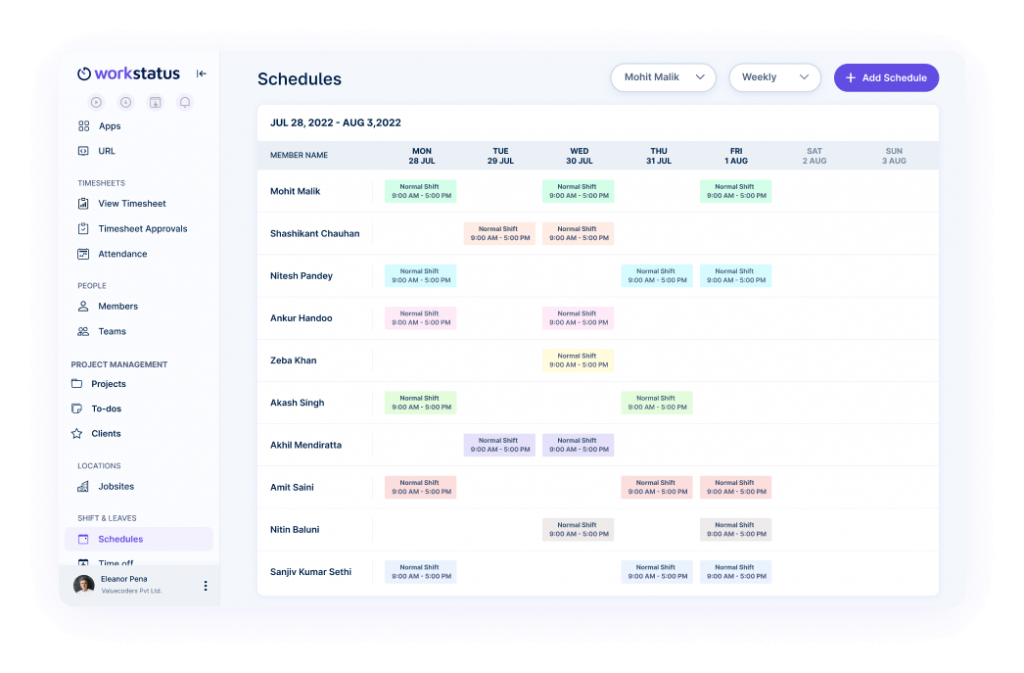 workstatus
Apps
URL
TIMESHEETS
View Timesheet
Timesheet Approvals
Attendance
PEOPLE
Members
Teams
PROJECT MANAGEMENT
Projects
To-dos
Clients
LOCATIONS
Jobsites
SHIFT & LEAVES
Schedules
Time off
Eleanor Pena
Valuecoders Pvt Ltd.
Schedules
Mohit Malik
Weekly
+ Add Schedule
JUL 28, 2022 - AUG 3,2022
MEMBER NAME MON TUE WED THU FRI SAT SUN
28 JUL 29 JUL 30 JUL 31 JUL 1 AUG 2 AUG 3 AUG
Mohit Malik
Normal Shift Normal Shift Normal Shift
9:00 AM - 5:00 PM 9:00 AM - 5:00 PM 9:00 AM - 5:00 PM
Shashikant Chauhan
Normal Shift Normal Shift
9:00 AM - 5:00 PM 9:00 AM - 5:00 PM
Nitesh Pandey
Normal Shift Normal Shift Normal Shift
9:00 AM - 5:00 PM 9:00 AM - 5:00 PM 9:00 AM - 5:00 PM
Ankur Handoo
Normal Shift Normal Shift
9:00 AM - 5:00 PM 9:00 AM - 5:00 PM
Zeba Khan
Normal Shift
9:00 AM - 5:00 PM
Akash Singh
Normal Shift Normal Shift
9:00 AM - 5:00 PM 9:00 AM - 5:00 PM
Akhil Mendiratta
Normal Shift Normal Shift
9:00 AM - 5:00 PM 9:00 AM - 5:00 PM
Amit Saini
Normal Shift Normal Shift Normal Shift
9:00 AM - 5:00 PM 9:00 AM - 5:00 PM 9:00 AM - 5:00 PM
Nitin Baluni
Normal Shift Normal Shift
9:00 AM - 5:00 PM 9:00 AM - 5:00 PM
Sanjiv Kumar Sethi
Normal Shift Normal Shift Normal Shift
9:00 AM - 5:00 PM 9:00 AM - 5:00 PM 9:00 AM - 5:00 PM